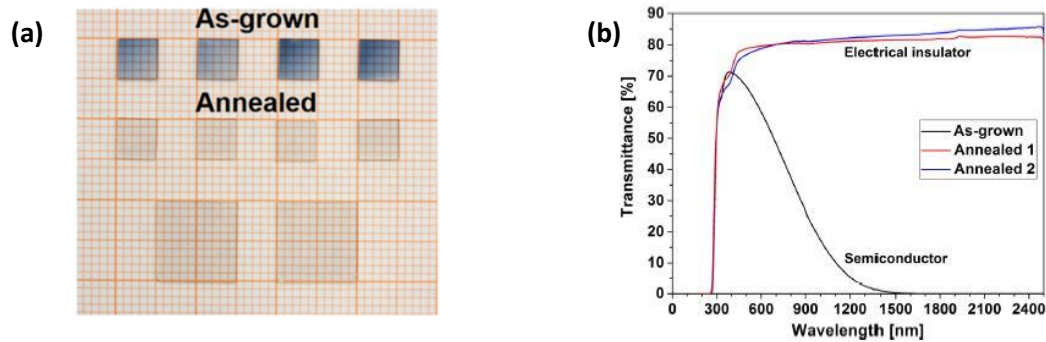 (a)
As-grown
Annealed
(b)
90
80
70
60
50
40
30
20
10
0
Transmittance [%]
Electrical insulator
As-grown
Annealed 1
Annealed 2
Semiconductor
0 300 600 900 1200 1500 1800 2100 2400
Wavelength [nm]